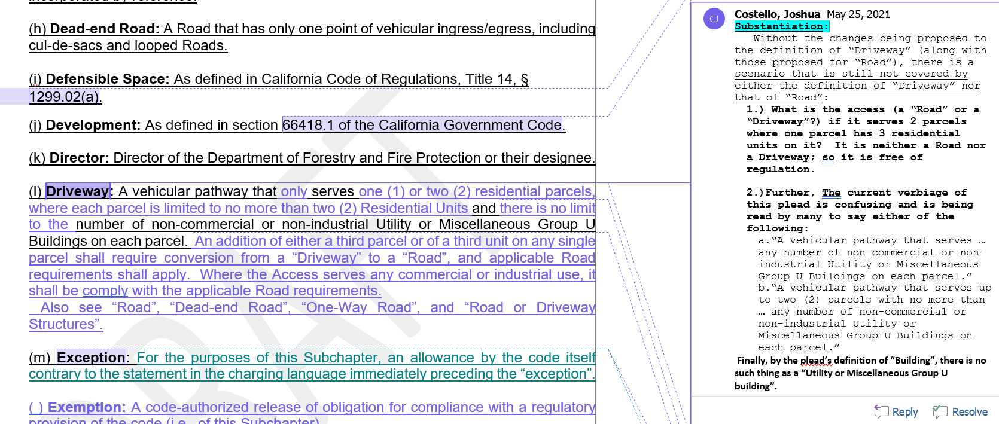 incorporated by reference.
(h) Dead-end Road: A Road that has only one point of vehicular ingress/egress, including
cul-de-sacs and looped Roads.
(i) Defensible Space: As defined in California Code of Regulations, Title 14, §
1299.02(a).
(j) Development: As defined in section 66418.1 of the California Government Code.
(k) Director: Director of the Department of Forestry and Fire Protection or their designee.
(l) Driveway: A vehicular pathway that only serves one (1) or two (2) residential parcels,
where each parcel is limited to no more than two (2) Residential Units and there is no limit
to the number of non-commercial or non-industrial Utility or Miscellaneous Group U
Buildings on each parcel. An addition of either a third parcel or of a third unit on any single
parcel shall require conversion from a “Driveway” to a “Road”, and applicable Road
requirements shall apply. Where the Access serves any commercial or industrial use, it
shall be comply with the applicable Road requirements.
Also see “Road”, “Dead-end Road”, “One-Way Road”, and “Road or Driveway
Structures”.
(m) Exception: For the purposes of this Subchapter, an allowance by the code itself
contrary to the statement in the charging language immediately preceding the “exception”.
( ) Exemption: A code-authorized release of obligation for compliance with a regulatory
provision of the code (i.e., of this Subchapter)
DRAFT
CJ
Costello, Joshua May 25, 2021
Substantiation:
Without the changes being proposed to
the definition of “Driveway” (along with
those proposed for “Road”), there is a
scenario that is still not covered by
either the definition of “Driveway” nor
that of “Road”:
1.) What is the access (a “Road” or a
“Driveway”?) if it serves 2 parcels
where one parcel has 3 residential
units on it? It is neither a Road nor
a Driveway; so it is free of
regulation.
2.)Further, The current verbiage of
this plead is confusing and is being
read by many to say either of the
following:
a.“A vehicular pathway that serves …
any number of non-commercial or non-
industrial Utility or Miscellaneous
Group U Buildings on each parcel.”
b.“A vehicular pathway that serves up
to two (2) parcels with no more than
… any number of non-commercial or
non-industrial Utility or
Miscellaneous Group U Buildings on
each parcel.”
Finally, by the plead’s definition of “Building”, there is no
such thing as a “Utility or Miscellaneous Group U
building”.
Reply Resolve